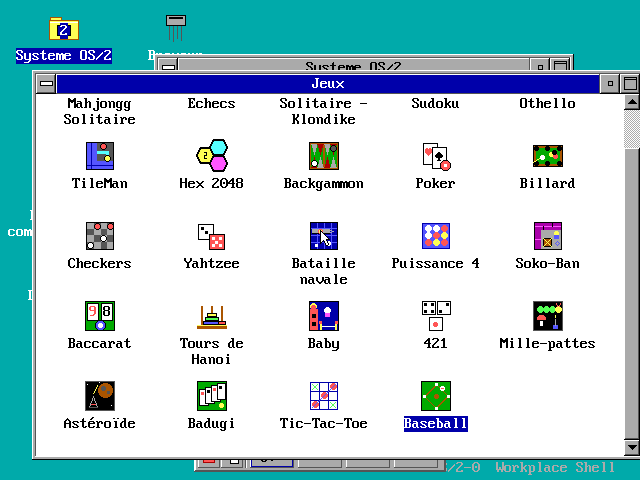 Systeme OS/2
Systeme OS/2
Jeux
Mahjongg Solitaire
Echecs
Solitaire - Klondike
Sudoku
Othello
TileMan
Hex 2048
Backgammon
Poker
Billard
Checkers
Yahtzee
Bataille navale
Puissance 4
Soko-Ban
Baccarat
Tours de Hanoi
Baby
421
Mille-pattes
Astéroïde
Badugi
Tic-Tac-Toe
Baseball
/2-0 Workplace Shell